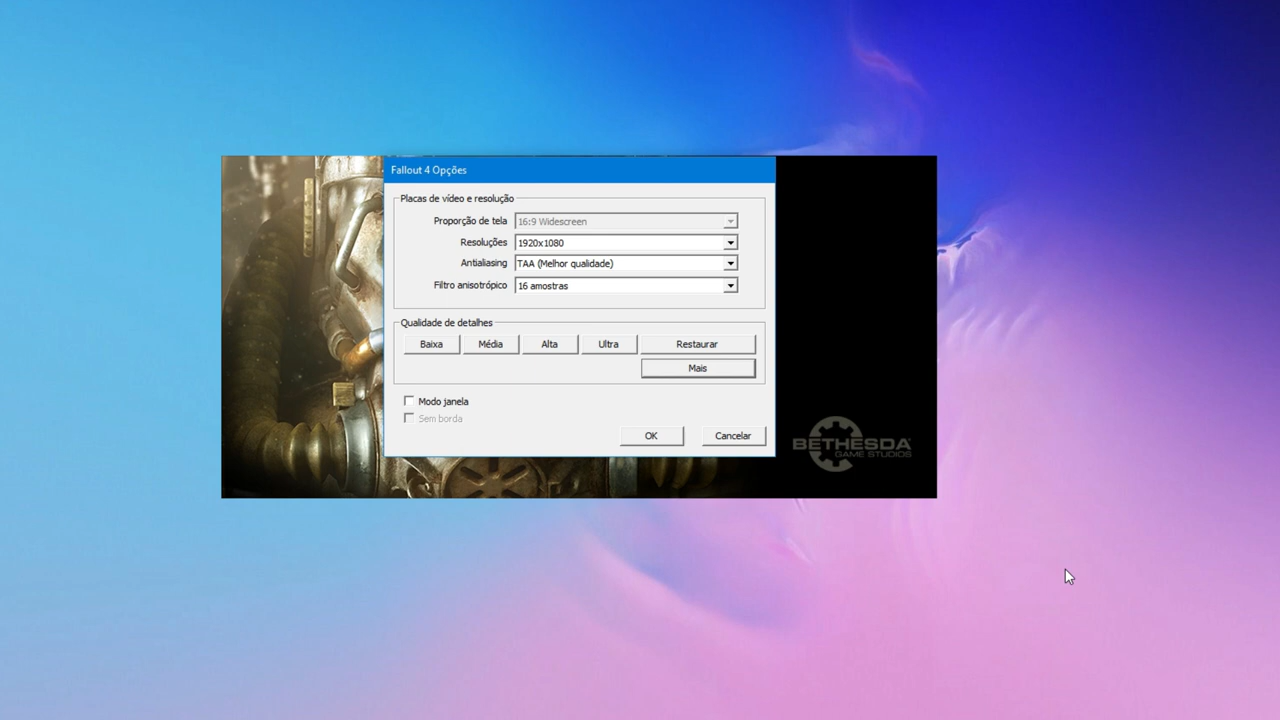 Fallout 4 Opções
Placas de vídeo e resolução
Proporção de tela 16:9 Widescreen
Resoluções 1920x1080
Antialiasing TAA (Melhor qualidade)
Filtro anisotrópico 16 amostras
Qualidade de detalhes
Baixa Média Alta Ultra Restaurar
Mais
Modo janela
Sem borda
OK Cancelar
BETHESDA
GAME STUDIOS